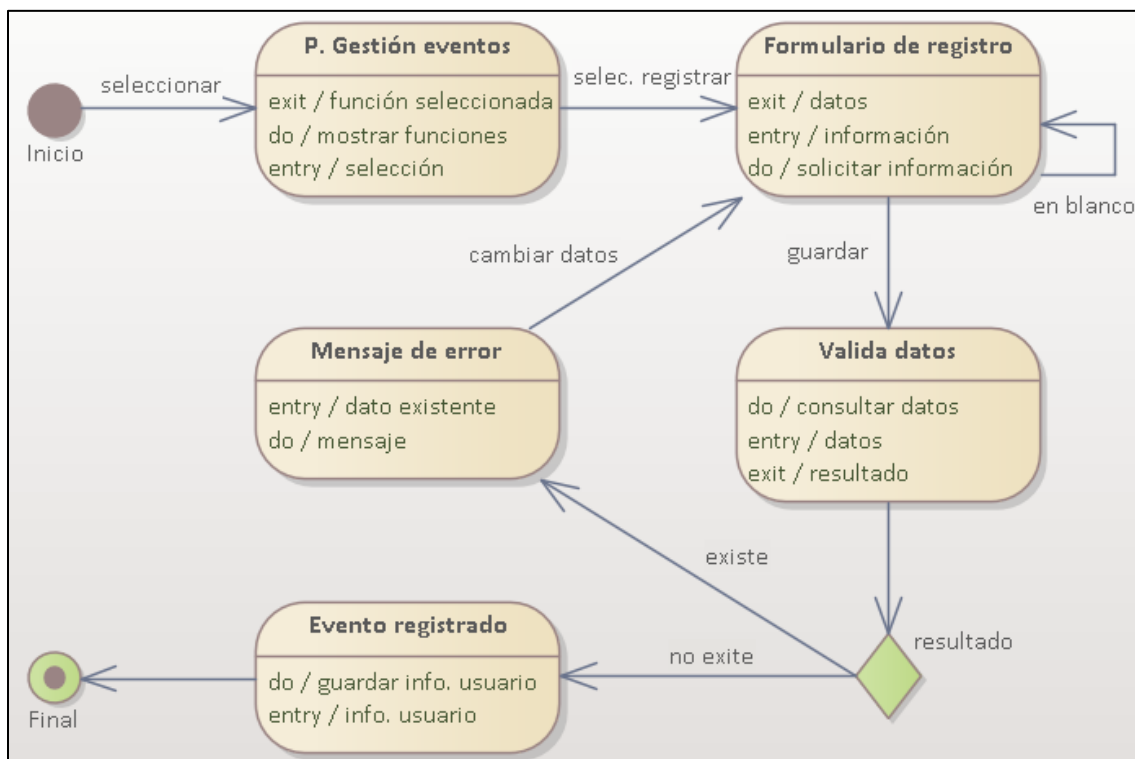 P. Gestión eventos
Formulario de registro
seleccionar
selec. registrar
exit / función seleccionada
do / mostrar funciones
entry / selección
exit / datos
entry / información
do / solicitar información
Inicio
en blanco
cambiar datos
guardar
Mensaje de error
entry / dato existente
do / mensaje
Valida datos
do / consultar datos
entry / datos
exit / resultado
existe
Evento registrado
do / guardar info. usuario
entry / info. usuario
no exite
resultado
Final